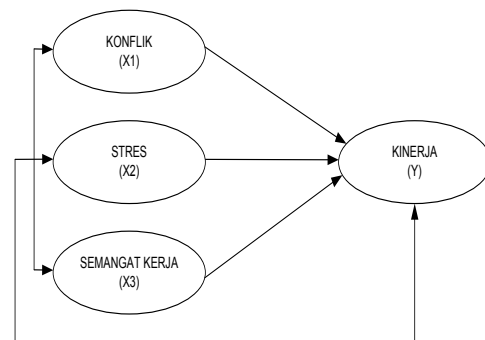 KONFLIK
(X1)
STRES
(X2)
KINERJA
(Y)
SEMANGAT KERJA
(X3)